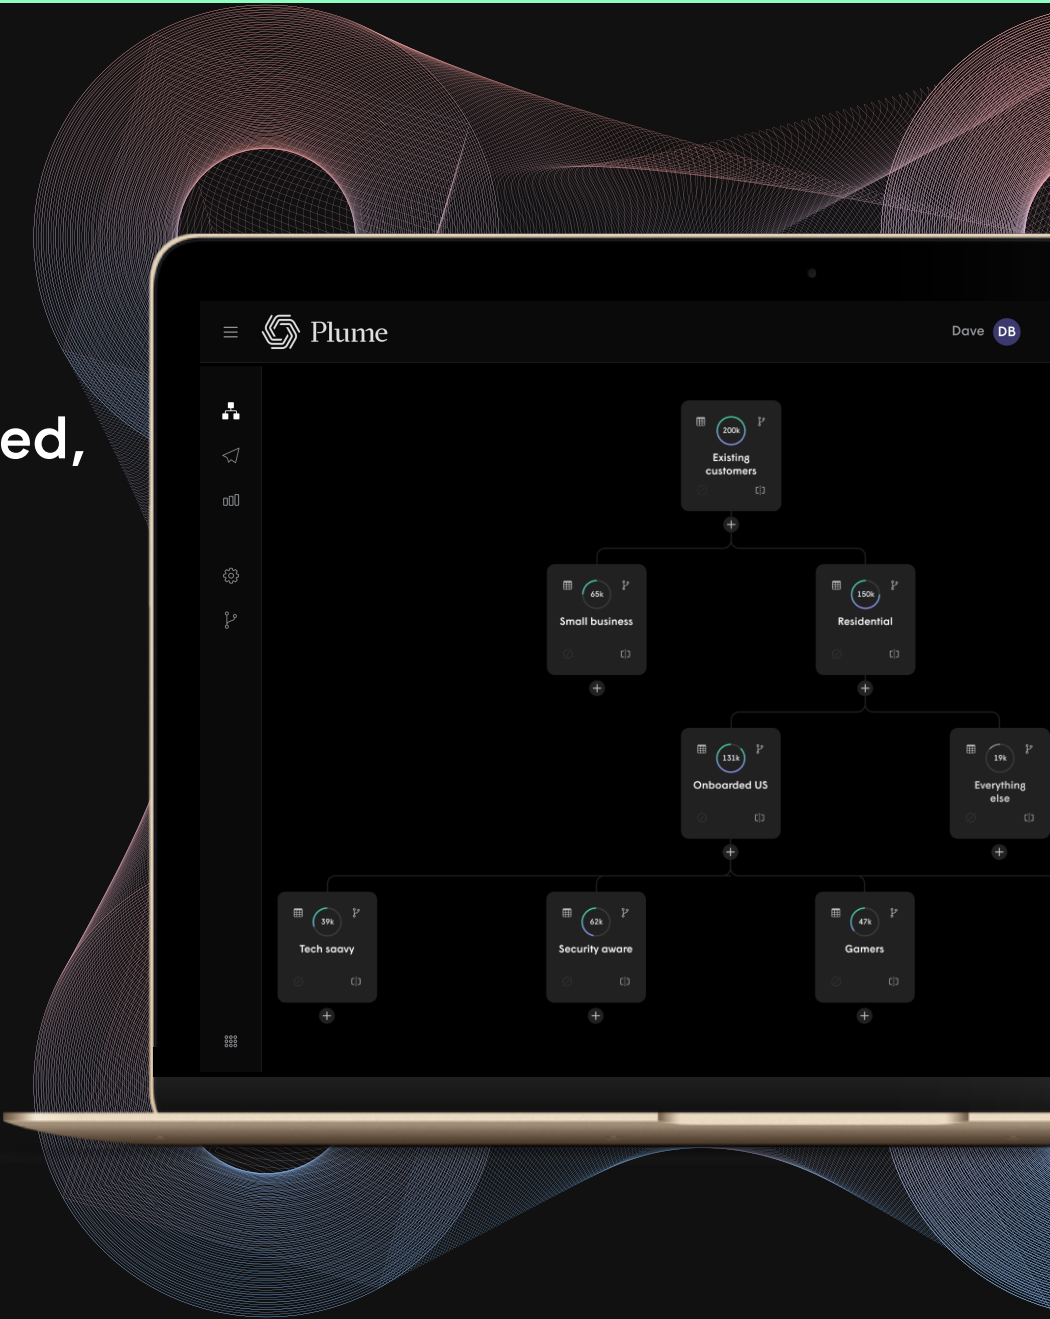 Plume
Dave
DB
ed,
200k
Existing
customers
65k
Small business
150k
Residential
131k
Onboarded US
19k
Everything
else
39k
Tech saavy
62k
Security aware
47k
Gamers